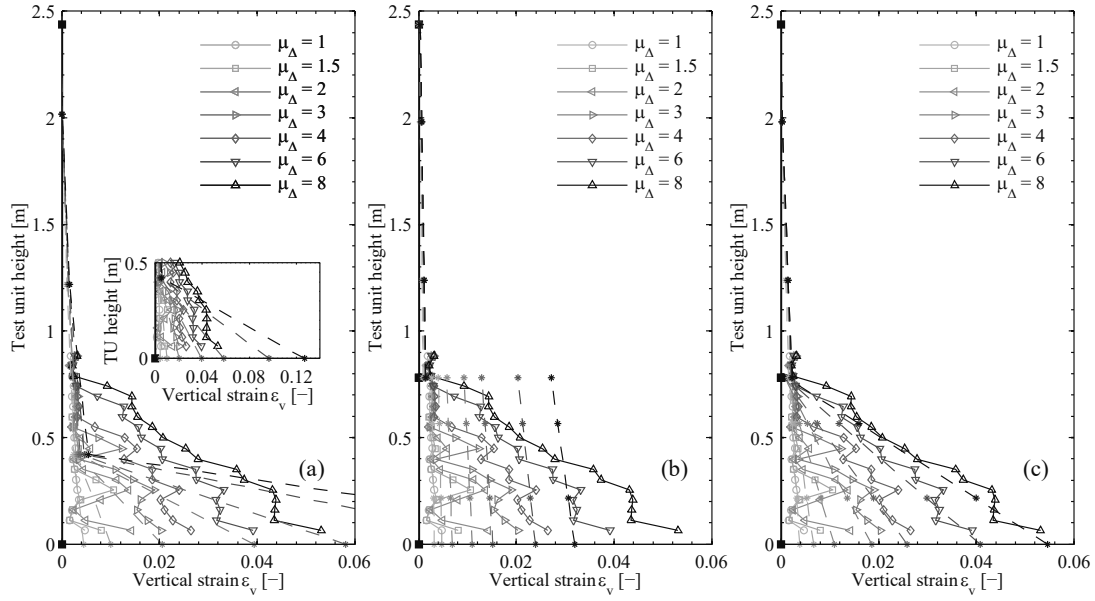 2.5
2
1.5
1
0.5
0
Test unit height [m]
0
0.02
0.04
0.06
Vertical strain εv [−]
μΔ = 1
μΔ = 1.5
μΔ = 2
μΔ = 3
μΔ = 4
μΔ = 6
μΔ = 8
0.5
0
TU height [m]
0
0.04
0.08
0.12
Vertical strain εv [−]
(a)
2.5
2
1.5
1
0.5
0
Test unit height [m]
0
0.02
0.04
0.06
Vertical strain εv [−]
μΔ = 1
μΔ = 1.5
μΔ = 2
μΔ = 3
μΔ = 4
μΔ = 6
μΔ = 8
(b)
2.5
2
1.5
1
0.5
0
Test unit height [m]
0
0.02
0.04
0.06
Vertical strain εv [−]
μΔ = 1
μΔ = 1.5
μΔ = 2
μΔ = 3
μΔ = 4
μΔ = 6
μΔ = 8
(c)